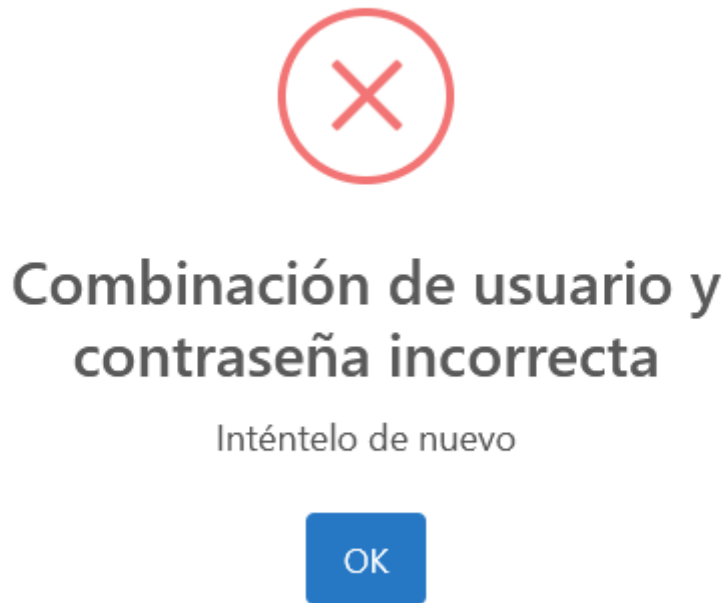 Combinación de usuario y
contraseña incorrecta
Inténtelo de nuevo
OK